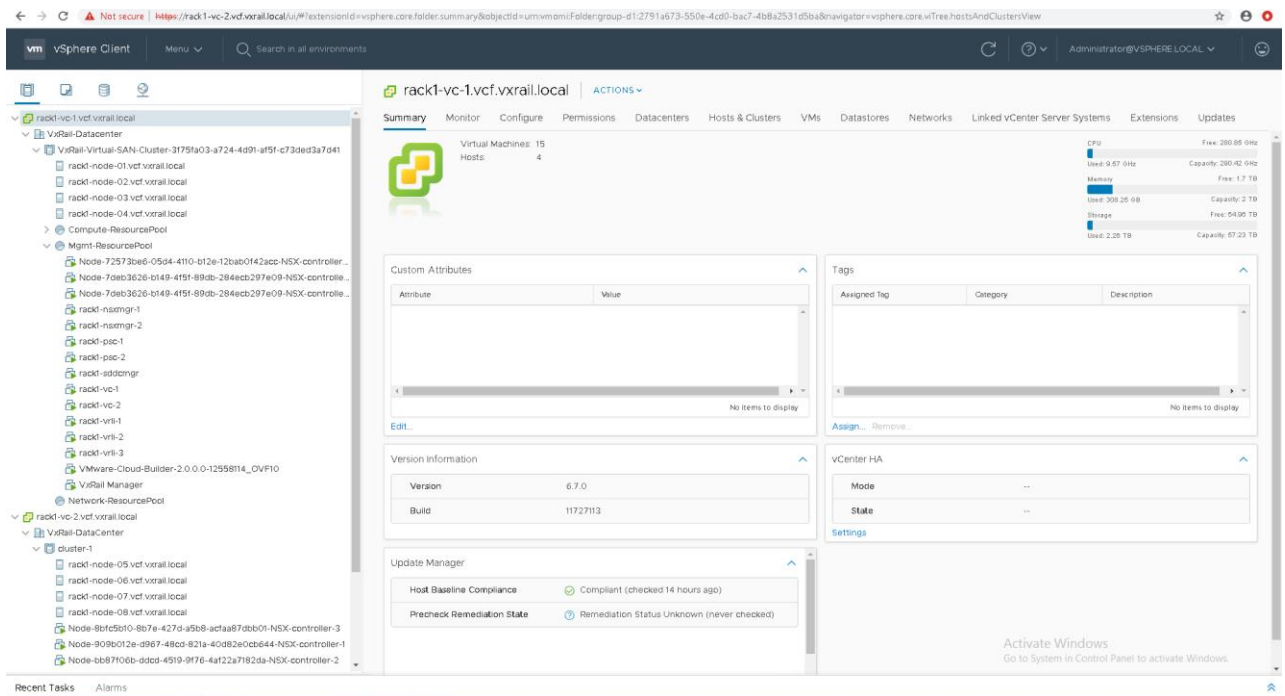 Not secure | https://rack1-vc-2.vcf.vxrail.local/ui/#?extensionId=vsphere.core.folder.summary&objectId=urn:vmomi:Folder:group-d1:2791a673-550e-4cd0-bac7-4b8a2531d5ba&navigator=vsphere.core.viTree.hostsAndClustersView
vm vSphere Client Menu Search in all environments Administrator@VSPHERE.LOCAL
rack1-vc-1.vcf.vxrail.local
VxRail-Datacenter
VxRail-Virtual-SAN-Cluster-3f75fa03-a724-4d91-af5f-c73ded3a7d41
rack1-node-01.vcf.vxrail.local
rack1-node-02.vcf.vxrail.local
rack1-node-03.vcf.vxrail.local
rack1-node-04.vcf.vxrail.local
Compute-ResourcePool
Mgmt-ResourcePool
Node-72573be6-05d4-4110-b12e-12bab0f42acc-NSX-controller...
Node-7deb3626-b149-4f5f-89db-284ecb297e09-NSX-controlle...
Node-7deb3626-b149-4f5f-89db-284ecb297e09-NSX-controlle...
rack1-nsxmgr-1
rack1-nsxmgr-2
rack1-psc-1
rack1-psc-2
rack1-sddcmgr
rack1-vc-1
rack1-vc-2
rack1-vrli-1
rack1-vrli-2
rack1-vrli-3
VMware-Cloud-Builder-2.0.0.0-12558114_OVF10
VxRail Manager
Network-ResourcePool
rack1-vc-2.vcf.vxrail.local
VxRail-DataCenter
cluster-1
rack1-node-05.vcf.vxrail.local
rack1-node-06.vcf.vxrail.local
rack1-node-07.vcf.vxrail.local
rack1-node-08.vcf.vxrail.local
Node-8bfc5b10-8b7e-427d-a5b8-acfaa87dbb01-NSX-controller-3
Node-909b012e-d967-48cd-821a-40d82e0cb644-NSX-controller-1
Node-bb87f06b-ddcd-4519-9f76-4af22a7182da-NSX-controller-2
rack1-vc-1.vcf.vxrail.local ACTIONS
Summary Monitor Configure Permissions Datacenters Hosts & Clusters VMs Datastores Networks Linked vCenter Server Systems Extensions Updates
Virtual Machines: 15
Hosts: 4
CPU Free: 280.85 GHz
Used: 9.57 GHz Capacity: 290.42 GHz
Memory Free: 1.7 TB
Used: 308.25 GB Capacity: 2 TB
Storage Free: 54.98 TB
Used: 2.25 TB Capacity: 57.23 TB
Custom Attributes
Attribute Value
No items to display
Edit...
Tags
Assigned Tag Category Description
No items to display
Assign... Remove...
Version Information
Version 6.7.0
Build 11727113
vCenter HA
Mode --
State --
Settings
Update Manager
Host Baseline Compliance Compliant (checked 14 hours ago)
Precheck Remediation State Remediation Status Unknown (never checked)
Activate Windows
Go to System in Control Panel to activate Windows.
Recent Tasks Alarms